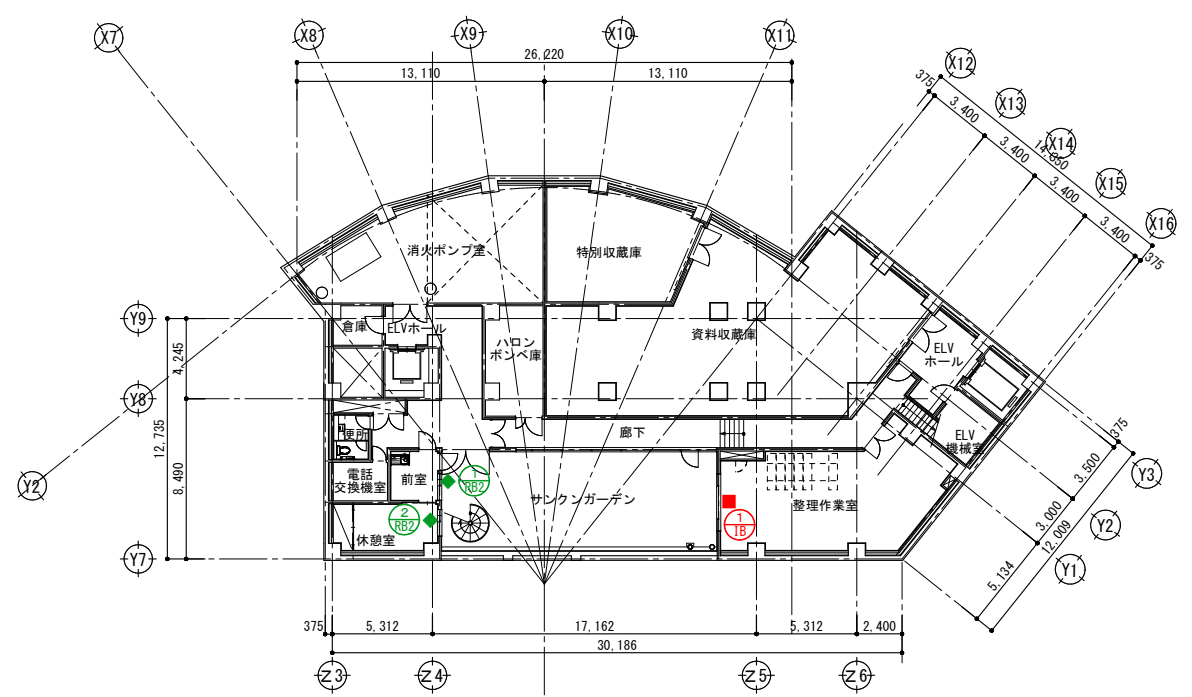 X7
X8
X9
X10
X11
26,220
13,110
13,110
X12
375
3,400
X13
3,400
X14
14,350
3,400
X15
3,400
X16
375
消火ポンプ室
特別収蔵庫
Y9
倉庫
ELVホール
ハロン
ボンベ庫
資料収蔵庫
ELV
ホール
4,245
Y8
12,735
便所
廊下
ELV
機械室
375
Y2
8,490
電話
交換機室
前室
1
RB2
サンクンガーデン
整理作業室
3,500
Y3
2
RB2
1
IB
3,000
Y2
休憩室
12,009
Y7
5,134
Y1
375
5,312
17,162
5,312
2,400
30,186
Z3
Z4
Z5
Z6